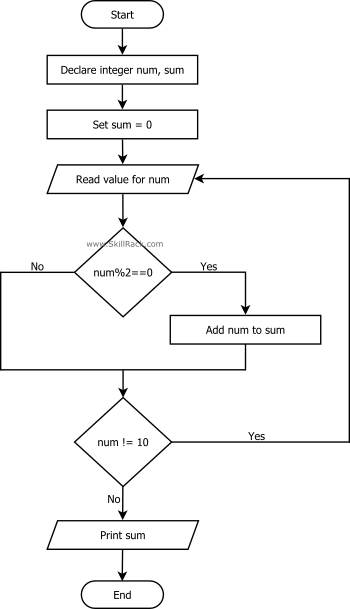 Start
Declare integer num, sum
Set sum = 0
Read value for num
www.SkillRack.com
No
num%2==0
Yes
Add num to sum
num != 10
Yes
No
Print sum
End